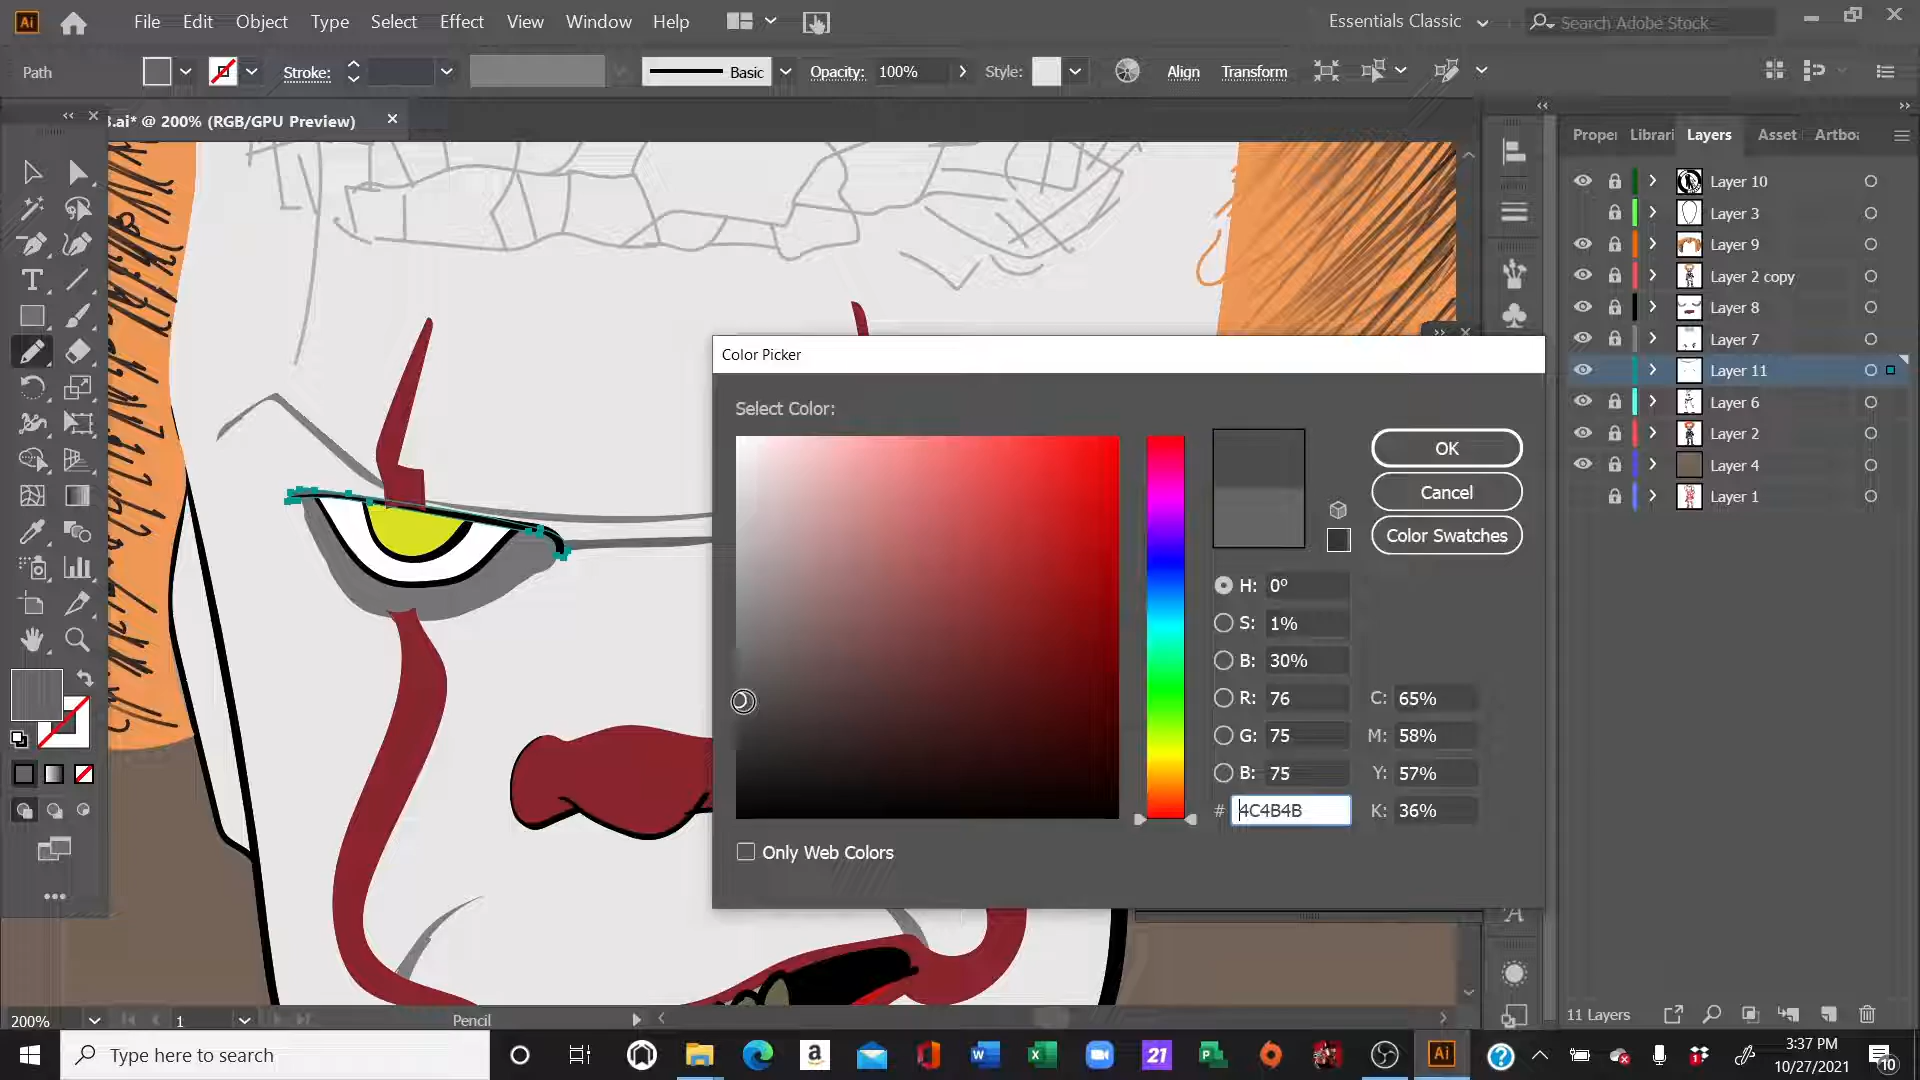 Ai File Edit Object Type Select Effect View Window Help Essentials Classic Search Adobe Stock
Path Stroke: Basic Opacity: 100% Style: Align Transform
.ai* @ 200% (RGB/GPU Preview)
Proper Librari Layers Asset Artbo
Layer 10
Layer 3
Layer 9
Layer 2 copy
Layer 8
Layer 7
Layer 11
Layer 6
Layer 2
Layer 4
Layer 1
Color Picker
Select Color:
OK
Cancel
Color Swatches
H: 0°
S: 1%
B: 30%
R: 76 C: 65%
G: 75 M: 58%
B: 75 Y: 57%
# 4C4B4B K: 36%
Only Web Colors
200% 1 Pencil 11 Layers
Type here to search
a W X 21 P Ai ?
3:37 PM
10/27/2021
10